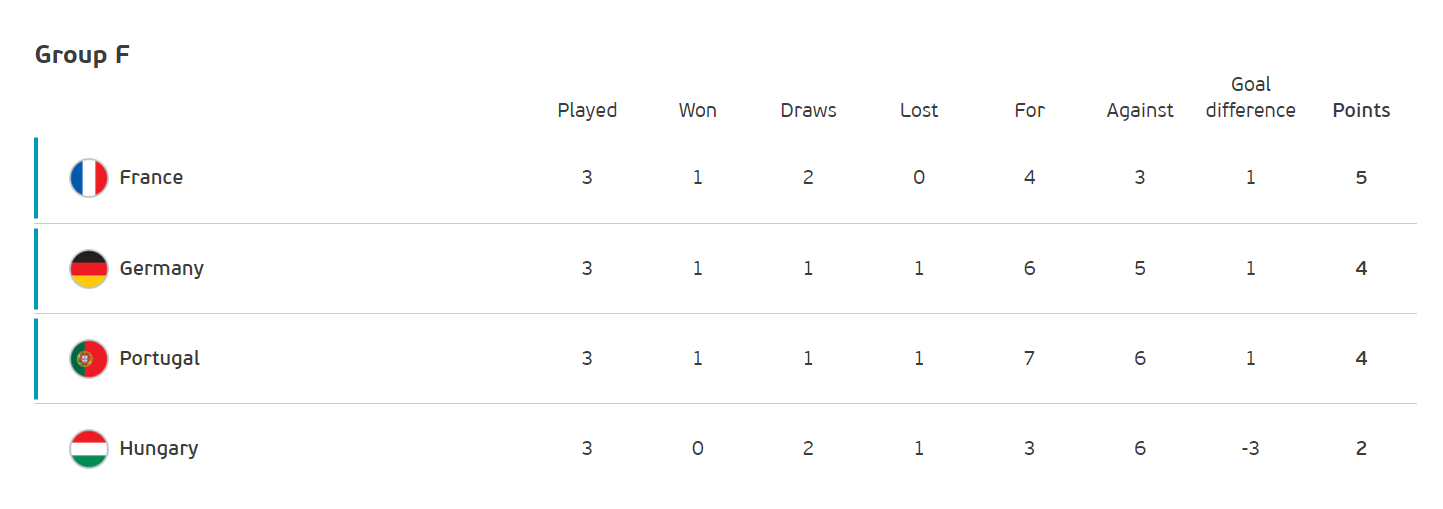 Group F
Played Won Draws Lost For Against Goal difference Points
France 3 1 2 0 4 3 1 5
Germany 3 1 1 1 6 5 1 4
Portugal 3 1 1 1 7 6 1 4
Hungary 3 0 2 1 3 6 -3 2